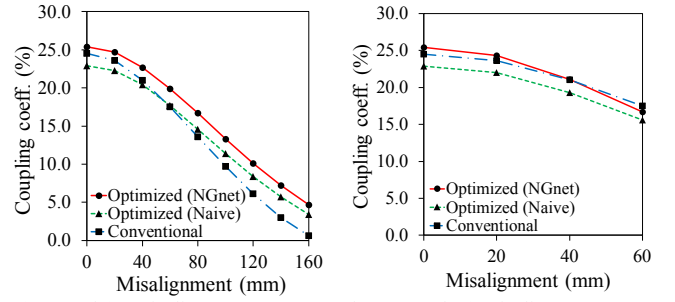 30.0
25.0
20.0
15.0
10.0
5.0
0.0
Coupling coeff. (%)
Optimized (NGnet)
Optimized (Naive)
Conventional
0 40 80 120 160
Misalignment (mm)
30.0
25.0
20.0
15.0
10.0
5.0
0.0
Coupling coeff. (%)
Optimized (NGnet)
Optimized (Naive)
Conventional
0 20 40 60
Misalignment (mm)